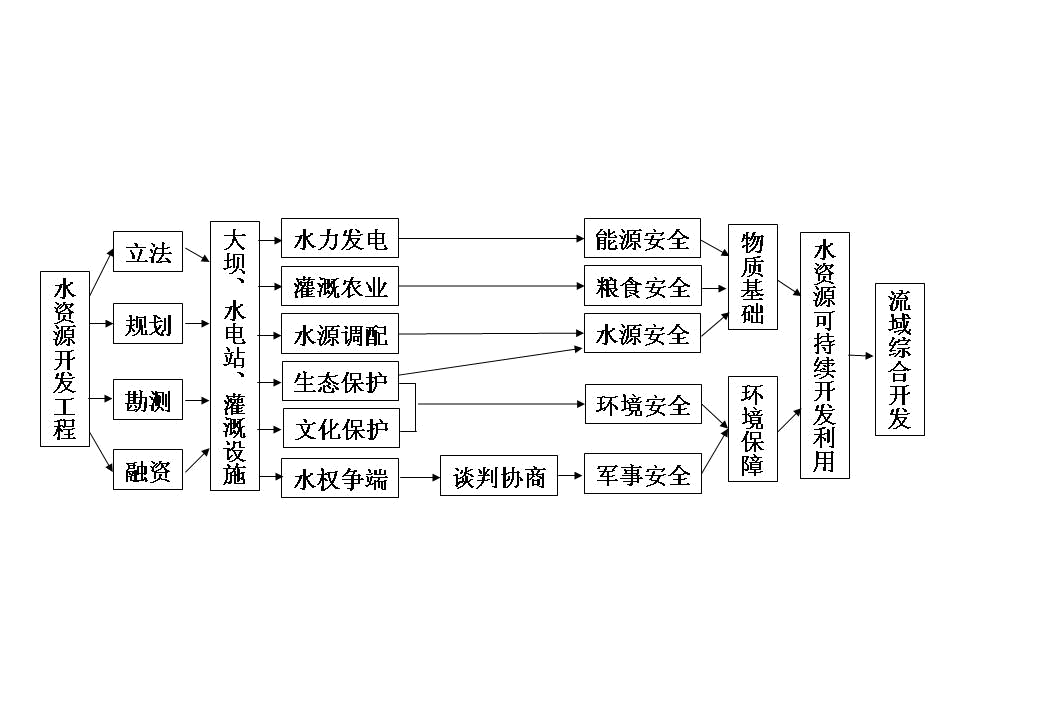 水资源开发工程
立法
规划
勘测
融资
大坝、水电站、灌溉设施
水力发电
灌溉农业
水源调配
生态保护
文化保护
水权争端
谈判协商
能源安全
粮食安全
水源安全
环境安全
军事安全
物质基础
环境保障
水资源可持续开发利用
流域综合开发